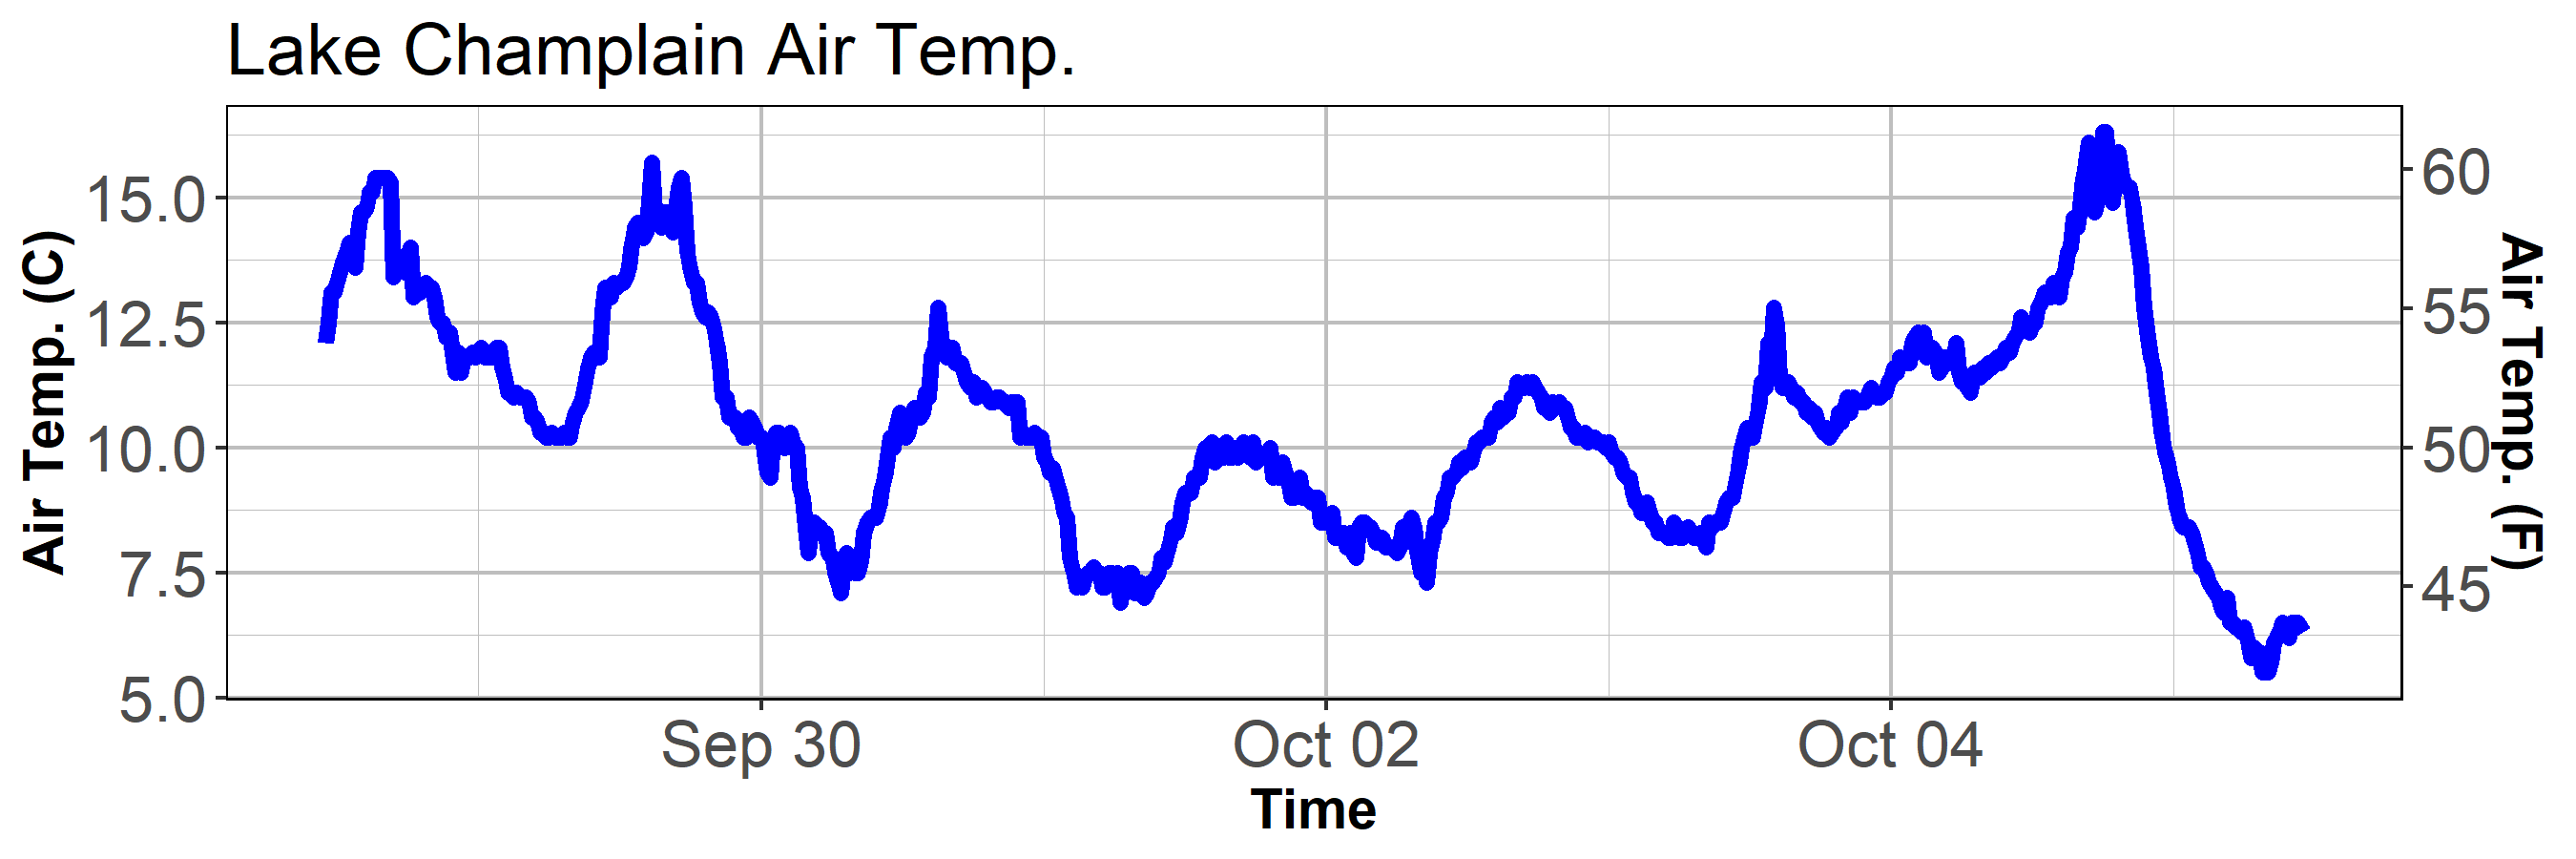 Lake Champlain Air Temp.
Air Temp. (C)
15.0
12.5
10.0
7.5
5.0
60
55
50
45
Air Temp. (F)
Sep 30
Oct 02
Oct 04
Time